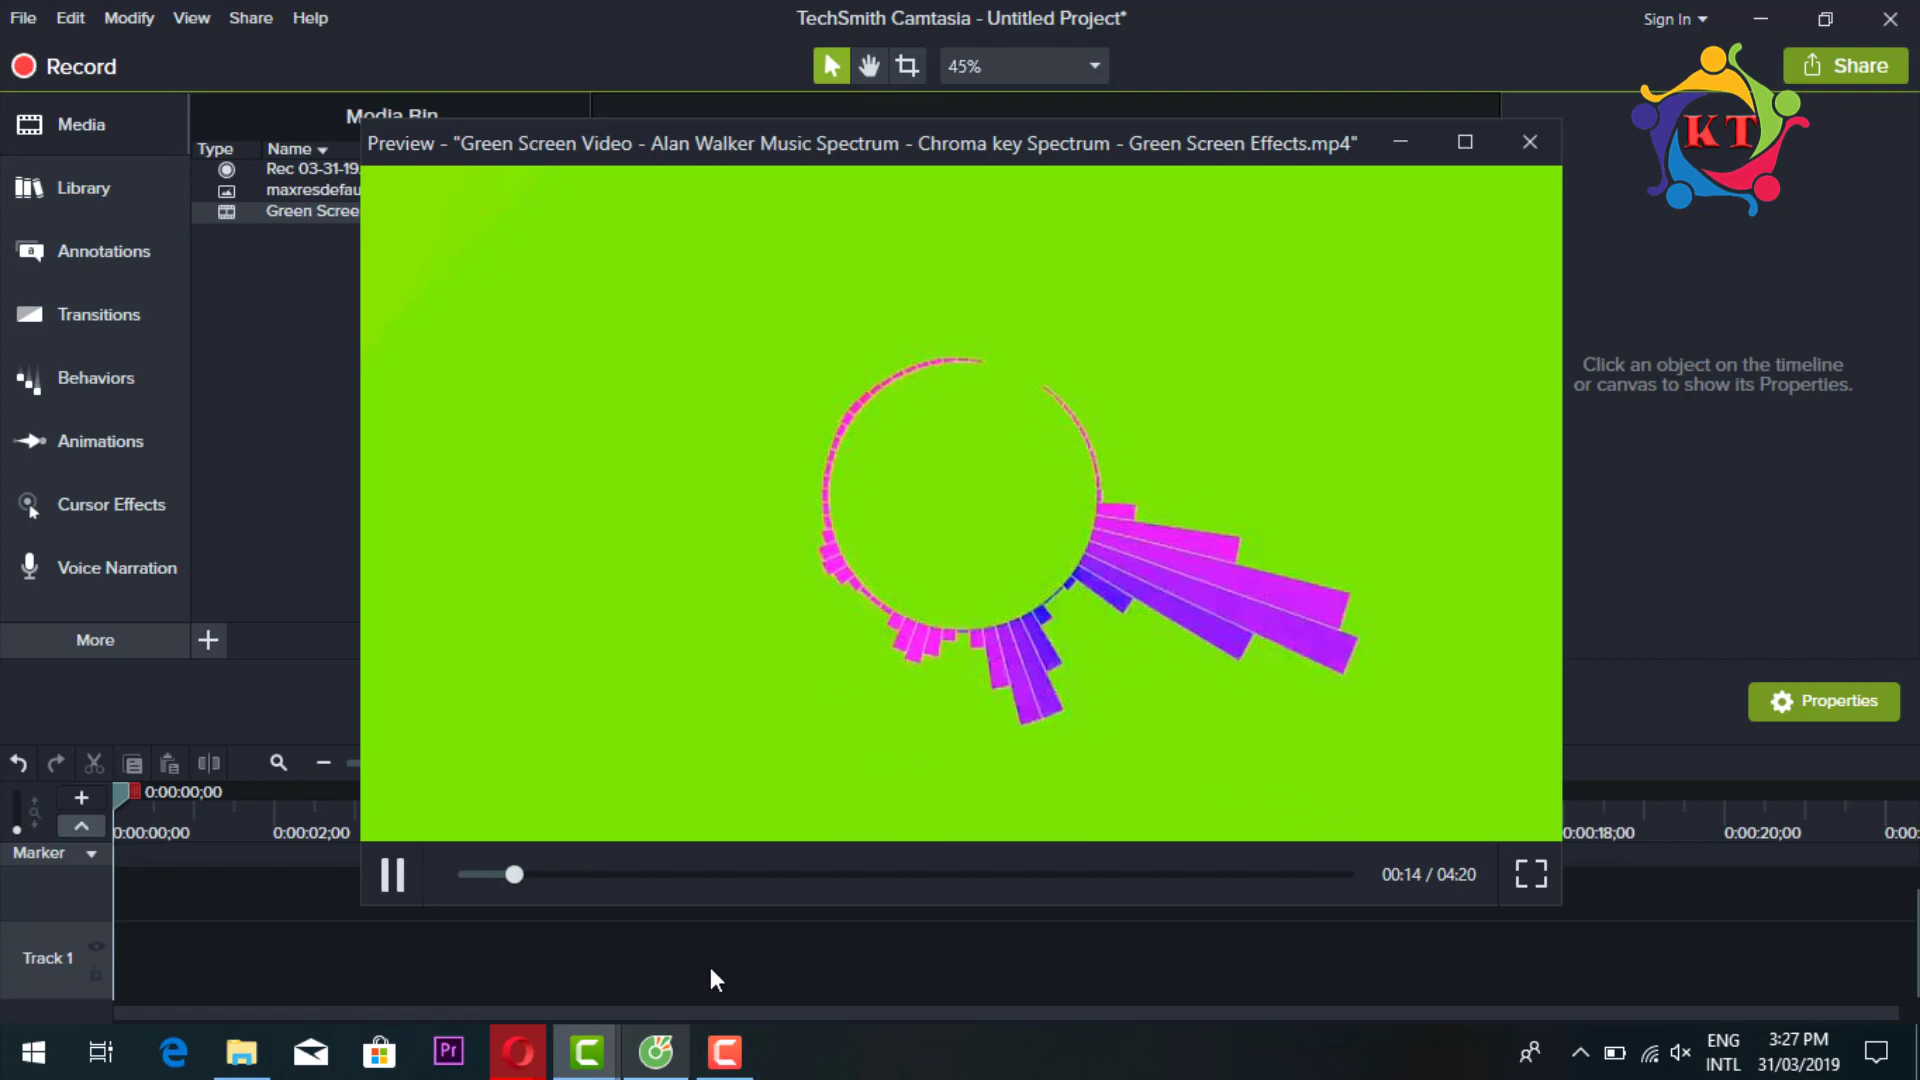 File Edit Modify View Share Help
TechSmith Camtasia - Untitled Project*
Sign In
Record
45%
Share
KT
Media
Library
Annotations
Transitions
Behaviors
Animations
Cursor Effects
Voice Narration
More
Media Bin
Type Name
Rec 03-31-19
maxresdefau
Green Scree
Preview - "Green Screen Video - Alan Walker Music Spectrum - Chroma key Spectrum - Green Screen Effects.mp4"
Click an object on the timeline
or canvas to show its Properties.
Properties
00:14 / 04:20
0:00:00;00
0:00:00;00 0:00:02;00 0:00:18;00 0:00:20;00 0:00:
Marker
Track 1
Pr
ENG
INTL
3:27 PM
31/03/2019